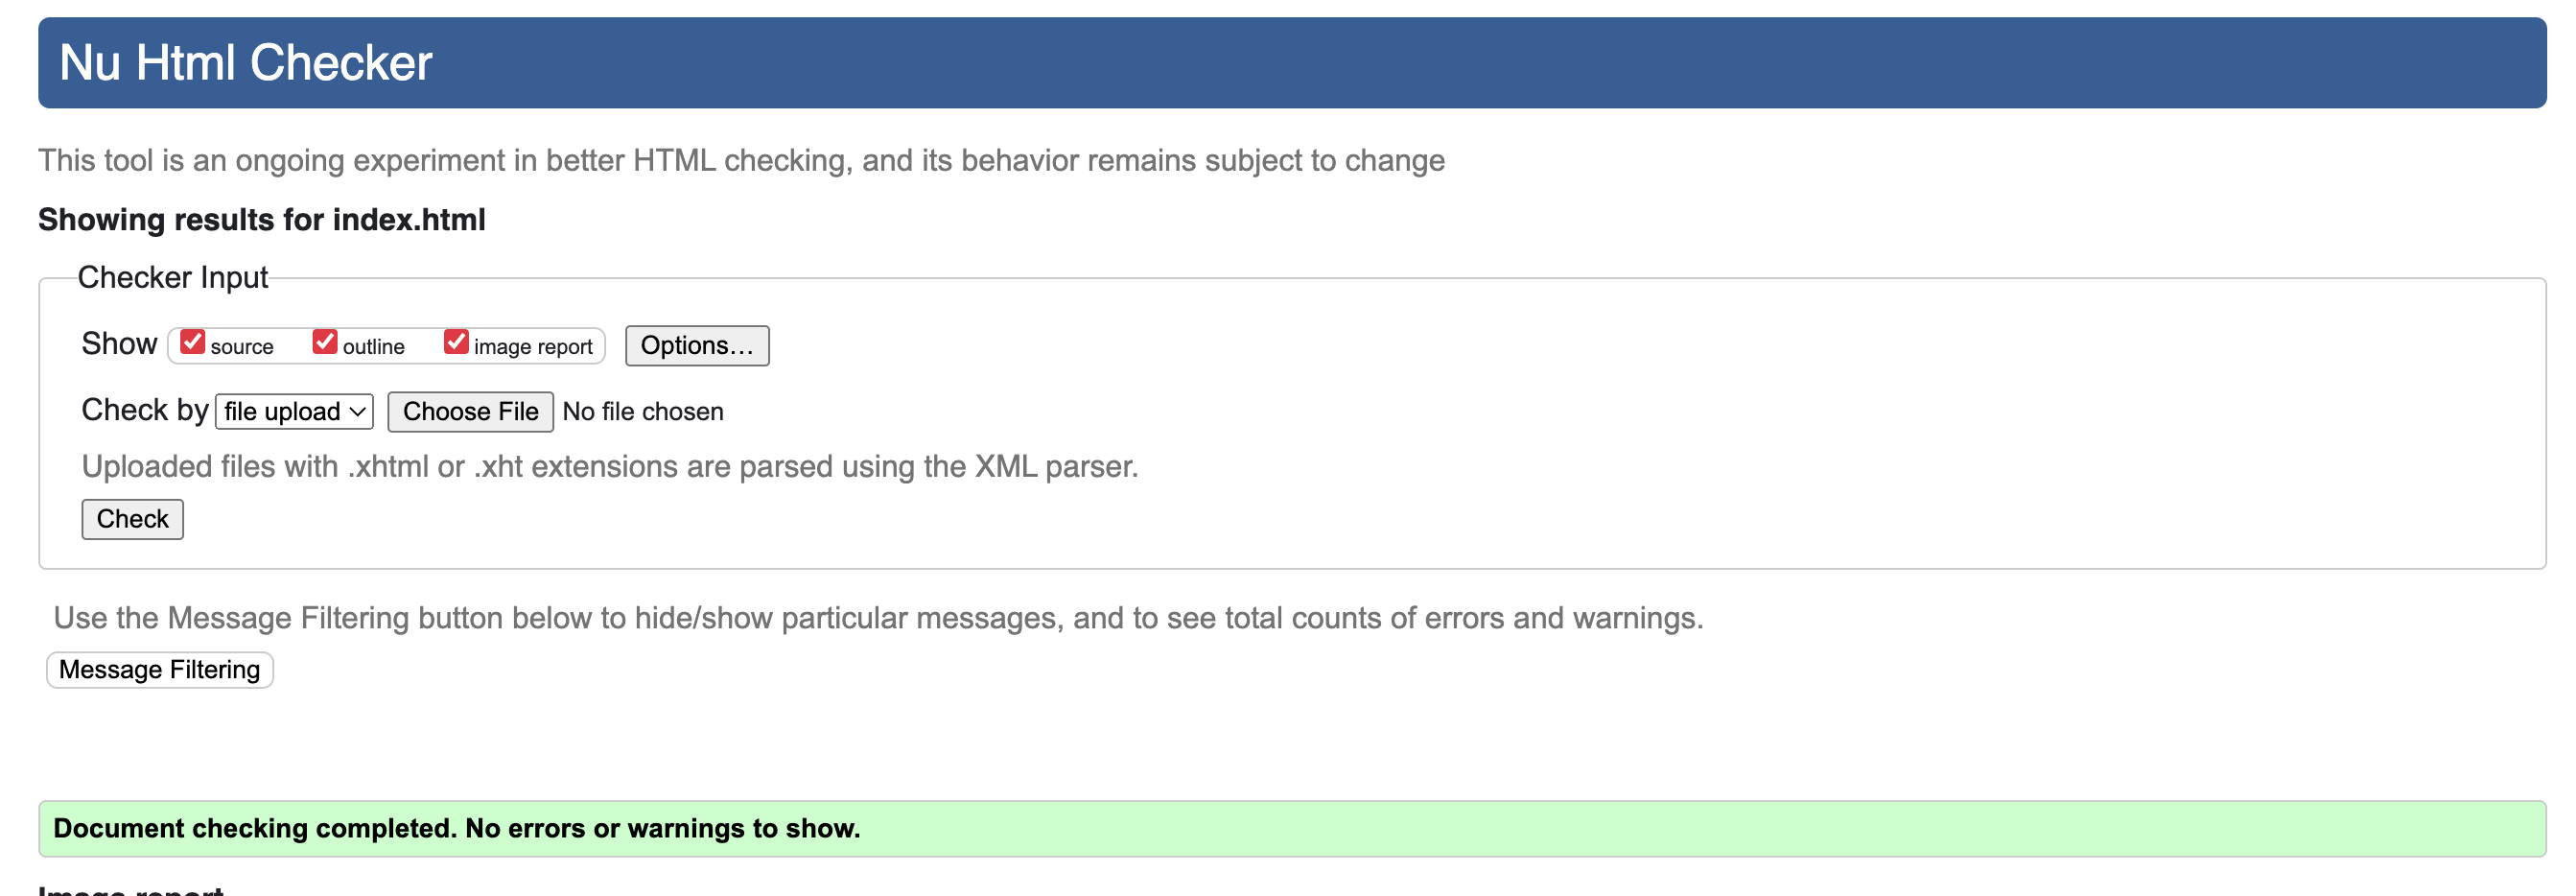 Nu Html Checker
This tool is an ongoing experiment in better HTML checking, and its behavior remains subject to change
Showing results for index.html
Checker Input
Show source outline image report Options...
Check by file upload Choose File No file chosen
Uploaded files with .xhtml or .xht extensions are parsed using the XML parser.
Check
Use the Message Filtering button below to hide/show particular messages, and to see total counts of errors and warnings.
Message Filtering
Document checking completed. No errors or warnings to show.
Image report